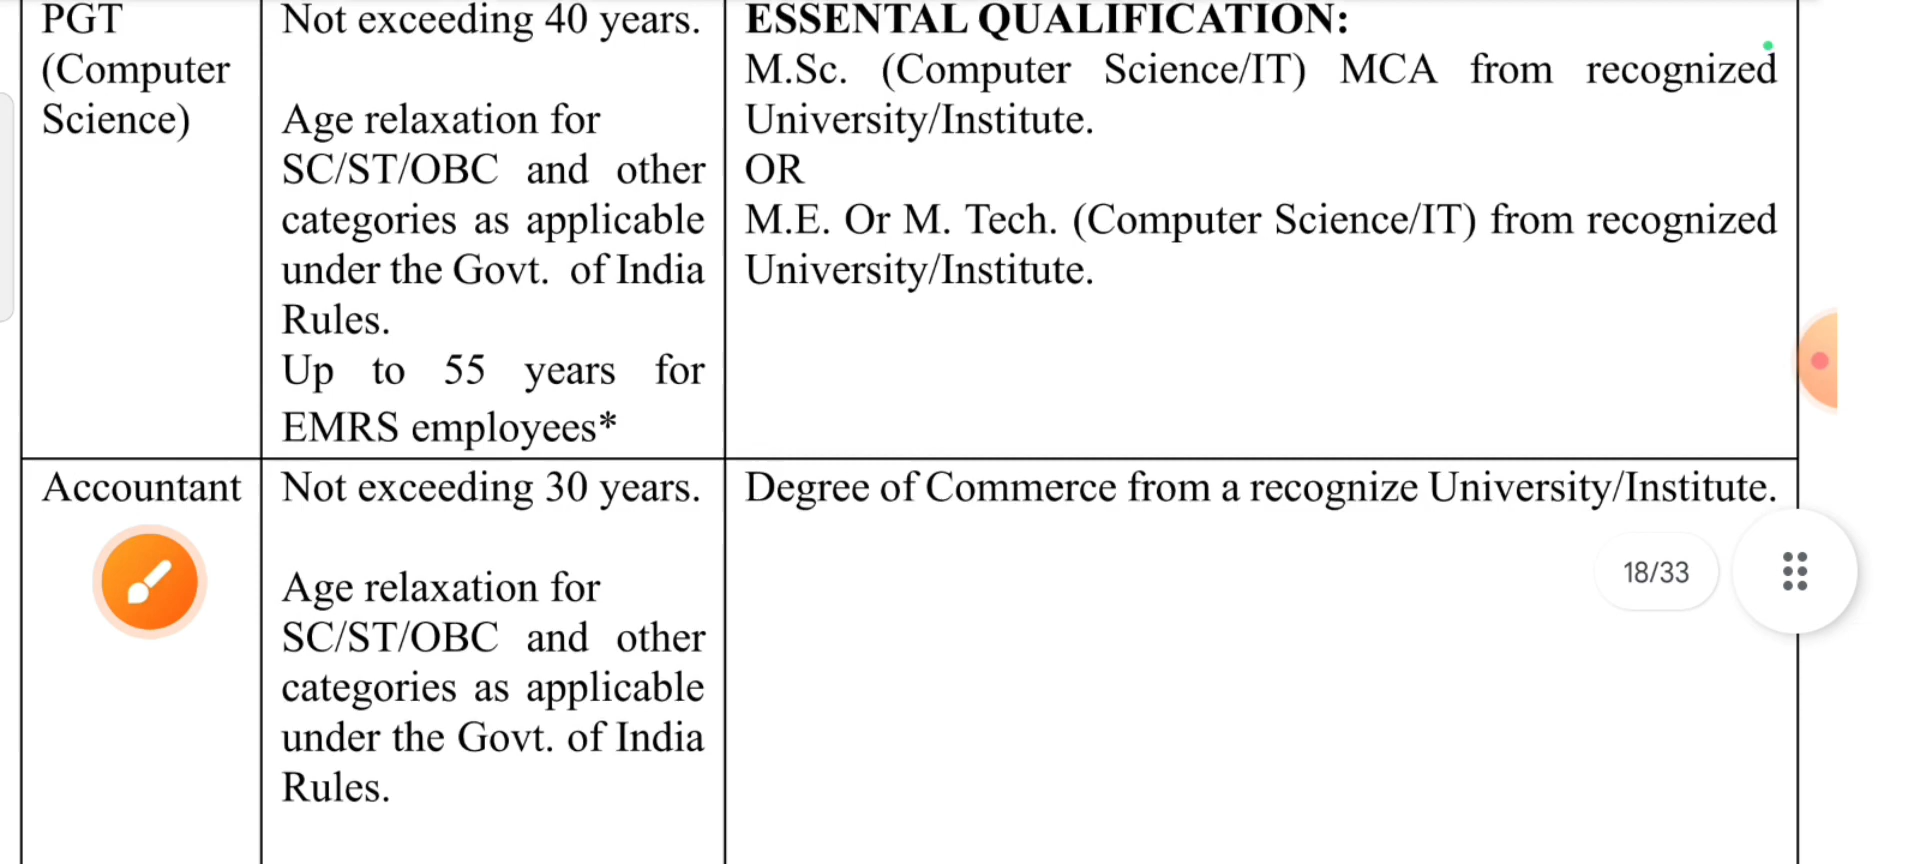 PGT
(Computer
Science)
Not exceeding 40 years.
Age relaxation for
SC/ST/OBC and other
categories as applicable
under the Govt. of India
Rules.
Up to 55 years for
EMRS employees*
ESSENTAL QUALIFICATION:
M.Sc. (Computer Science/IT) MCA from recognized
University/Institute.
OR
M.E. Or M. Tech. (Computer Science/IT) from recognized
University/Institute.
Accountant
Not exceeding 30 years.
Age relaxation for
SC/ST/OBC and other
categories as applicable
under the Govt. of India
Rules.
Degree of Commerce from a recognize University/Institute.
18/33